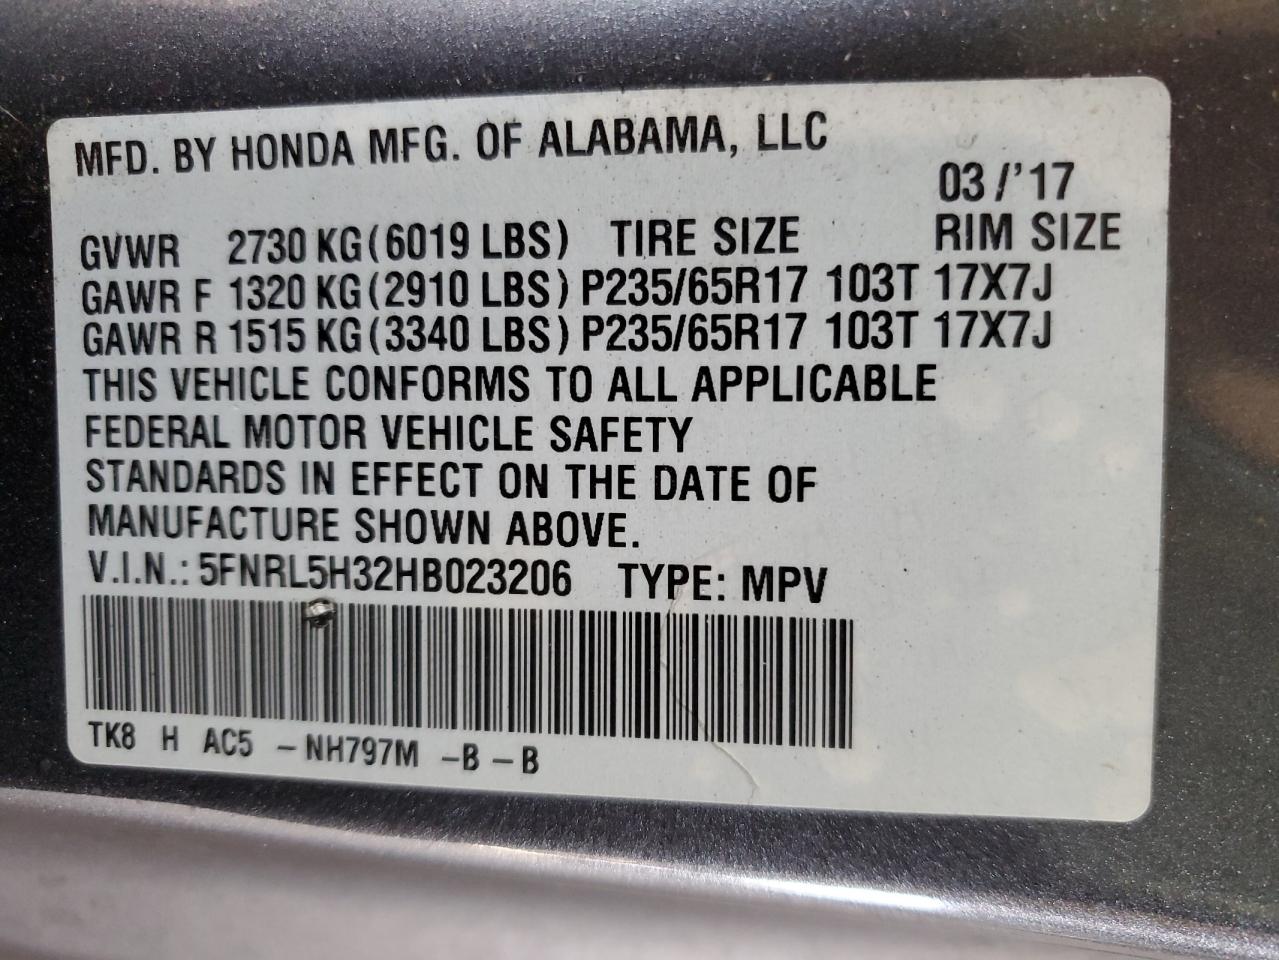 MFD. BY HONDA MFG. OF ALABAMA, LLC
03 /'17
GVWR 2730 KG (6019 LBS) TIRE SIZE RIM SIZE
GAWR F 1320 KG (2910 LBS) P235/65R17 103T 17X7J
GAWR R 1515 KG (3340 LBS) P235/65R17 103T 17X7J
THIS VEHICLE CONFORMS TO ALL APPLICABLE
FEDERAL MOTOR VEHICLE SAFETY
STANDARDS IN EFFECT ON THE DATE OF
MANUFACTURE SHOWN ABOVE.
V.I.N.: 5FNRL5H32HB023206 TYPE: MPV
TK8 H AC5 -NH797M -B -B